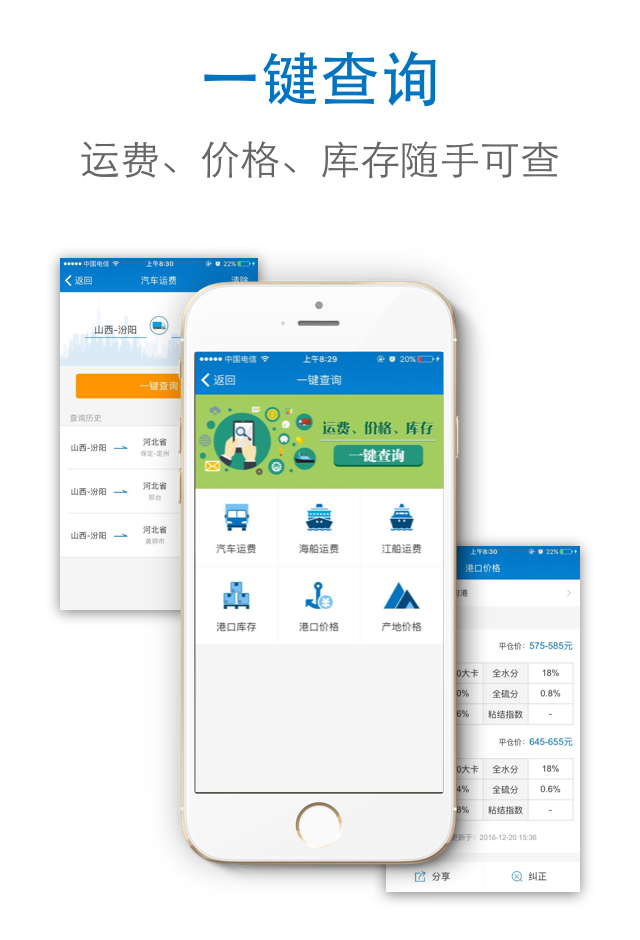 一键查询
运费、价格、库存随手可查
中国电信 上午8:30 22%
返回 汽车运费 清除
山西-汾阳
一键查询
查询历史
山西-汾阳 河北省
保定-定州
山西-汾阳 河北省
邢台
山西-汾阳 河北省
黄骅市
中国电信 上午8:29 20%
返回 一键查询
运费、价格、库存
一键查询
汽车运费 海船运费 江船运费
港口库存 港口价格 产地价格
上午8:30 22%
港口价格
港
平仓价: 575-585元
0大卡 全水分 18%
0% 全硫分 0.8%
6% 粘结指数 -
平仓价: 645-655元
0大卡 全水分 18%
4% 全硫分 0.6%
8% 粘结指数 -
更新于: 2016-12-20 15:36
分享 纠正